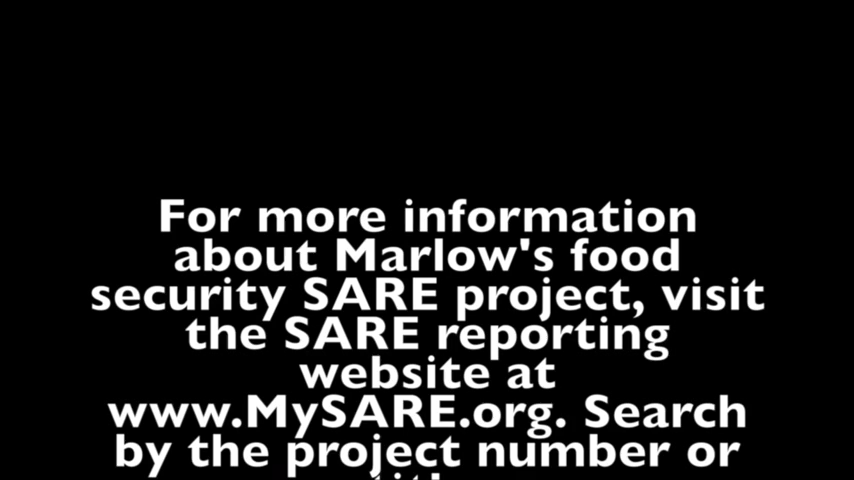 For more information
about Marlow's food
security SARE project, visit
the SARE reporting
website at
www.MySARE.org. Search
by the project number or